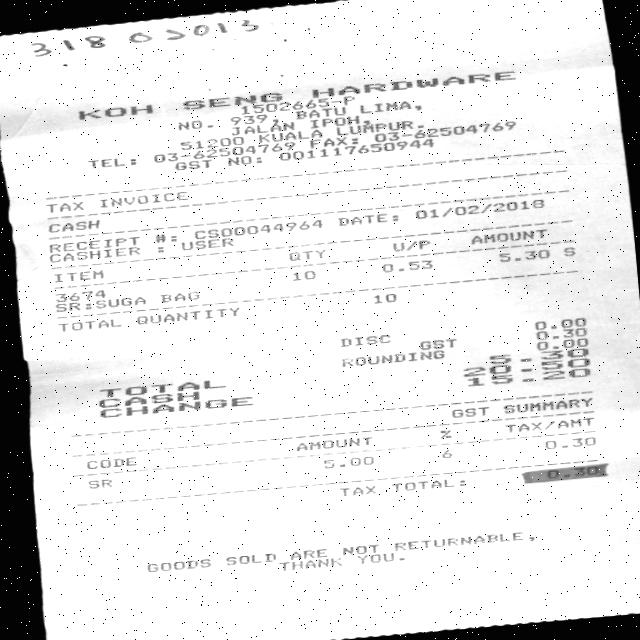 KOH SENG HARDWARE
1502665-P
NO. 939, BATU LIMA,
JALAN IPOH,
51200 KUALA LUMPUR.
TEL: 03-62504769 FAX: 03-62504769
GST NO: 001117650944
TAX INVOICE
CASH
RECEIPT #: CS00044964 DATE: 01/02/2018
CASHIER : USER
ITEM QTY U/P AMOUNT
3674 10 0.53 5.30 S
SR:SUGA BAG
TOTAL QUANTITY 10
DISC 0.00
GST 0.30
ROUNDING 0.00
TOTAL 5.30
CASH 20.50
CHANGE 15.20
GST SUMMARY
CODE AMOUNT % TAX/AMT
SR 5.00 6 0.30
TAX TOTAL: 0.30
GOODS SOLD ARE NOT RETURNABLE,
THANK YOU.